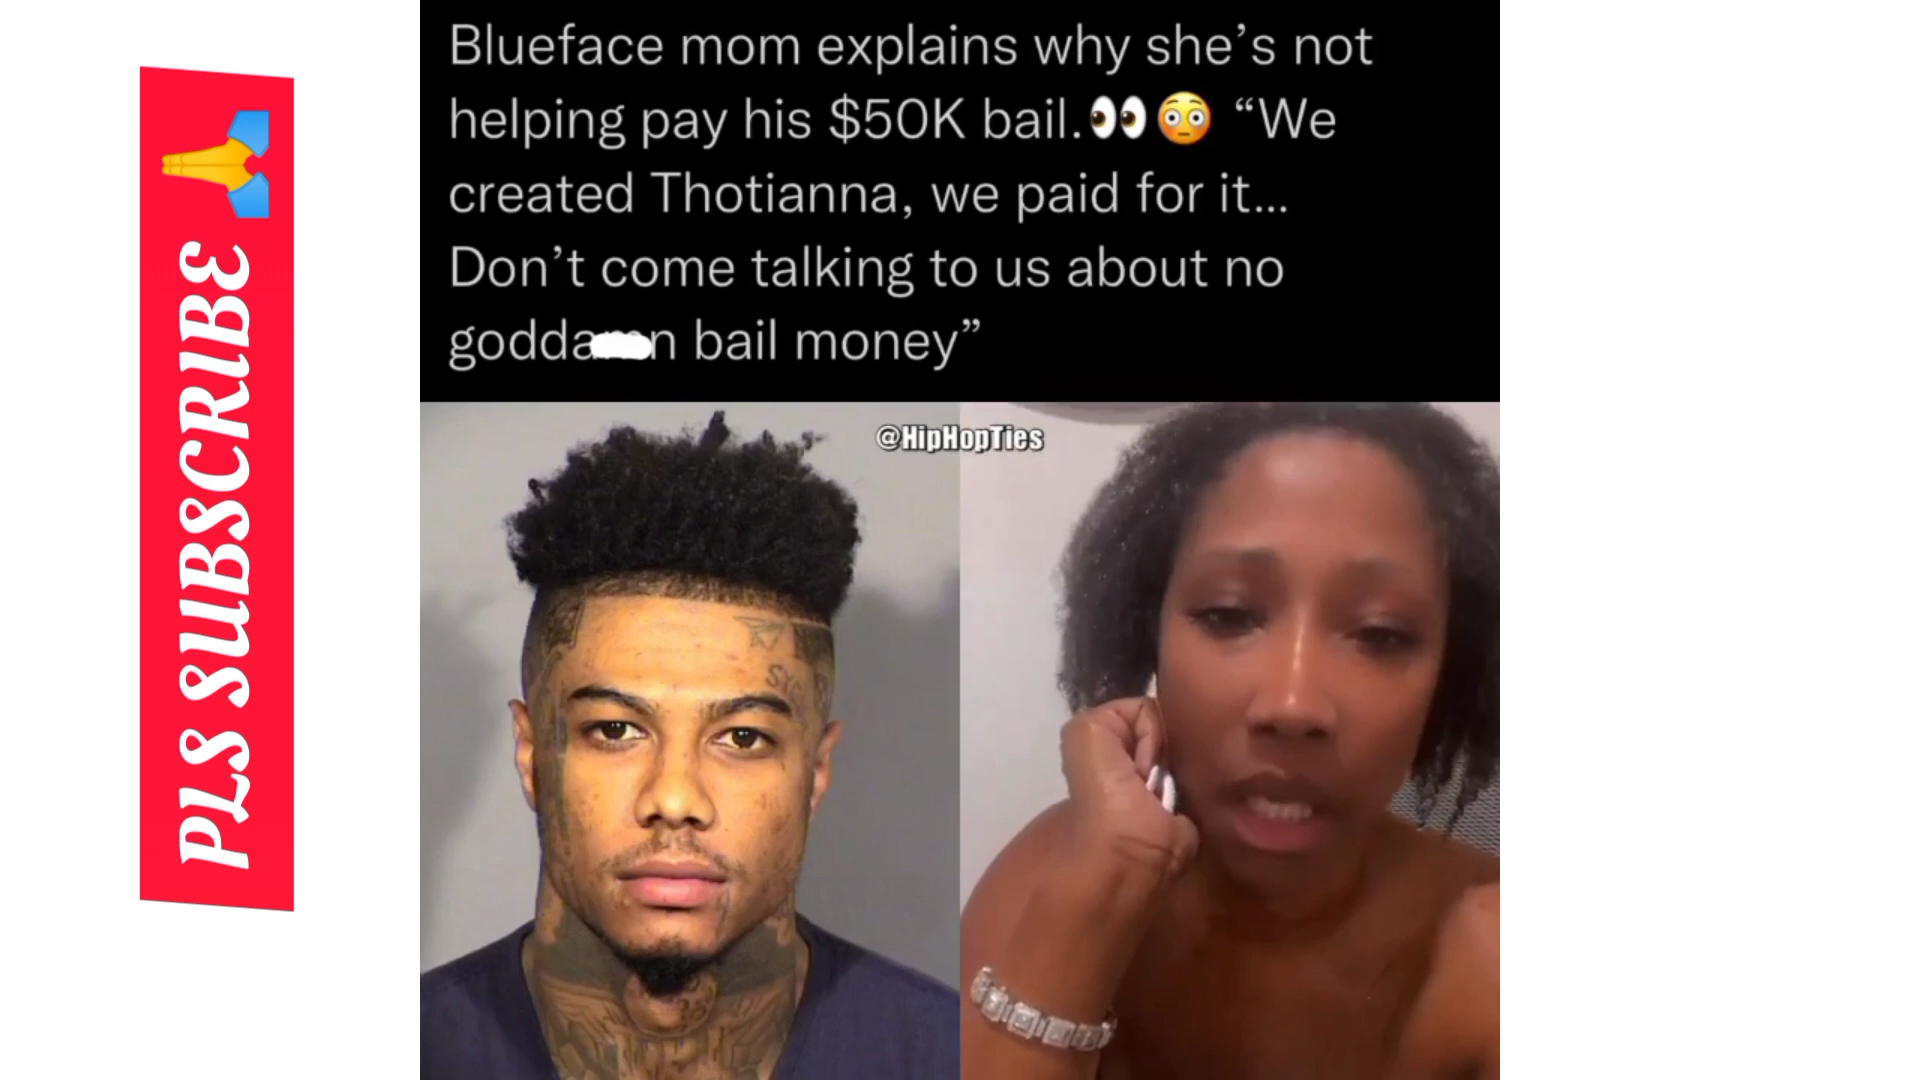 PLS SUBSCRIBE 🙏
Blueface mom explains why she’s not
helping pay his $50K bail.👀😳 “We
created Thotianna, we paid for it...
Don’t come talking to us about no
bail money”
@HipHopTies